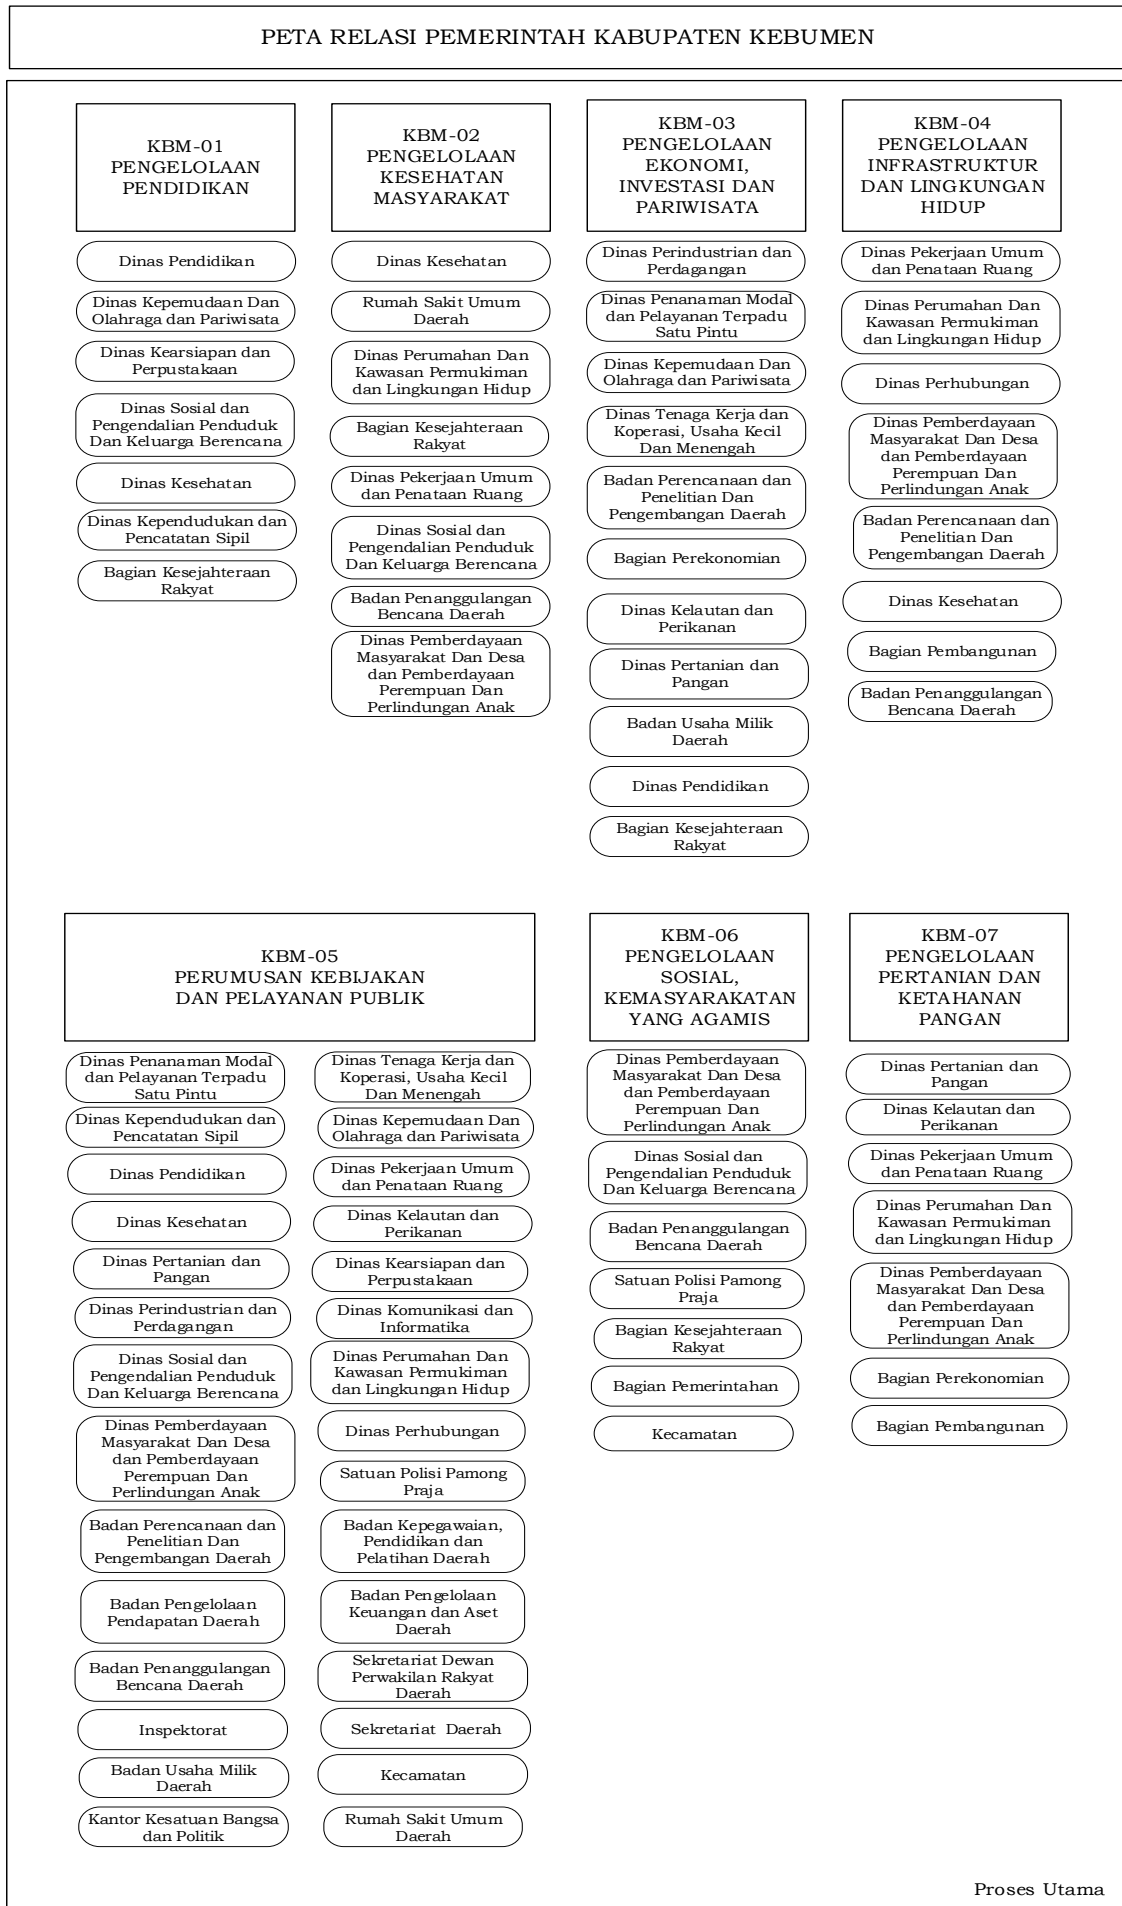 PETA RELASI PEMERINTAH KABUPATEN KEBUMEN
KBM-01
PENGELOLAAN
PENDIDIKAN
Dinas Pendidikan
Dinas Kepemudaan Dan
Olahraga dan Pariwisata
Dinas Kearsiapan dan
Perpustakaan
Dinas Sosial dan
Pengendalian Penduduk
Dan Keluarga Berencana
Dinas Kesehatan
Dinas Kependudukan dan
Pencatatan Sipil
Bagian Kesejahteraan
Rakyat
KBM-02
PENGELOLAAN
KESEHATAN
MASYARAKAT
Dinas Kesehatan
Rumah Sakit Umum
Daerah
Dinas Perumahan Dan
Kawasan Permukiman
dan Lingkungan Hidup
Bagian Kesejahteraan
Rakyat
Dinas Pekerjaan Umum
dan Penataan Ruang
Dinas Sosial dan
Pengendalian Penduduk
Dan Keluarga Berencana
Badan Penanggulangan
Bencana Daerah
Dinas Pemberdayaan
Masyarakat Dan Desa
dan Pemberdayaan
Perempuan Dan
Perlindungan Anak
KBM-03
PENGELOLAAN
EKONOMI,
INVESTASI DAN
PARIWISATA
Dinas Perindustrian dan
Perdagangan
Dinas Penanaman Modal
dan Pelayanan Terpadu
Satu Pintu
Dinas Kepemudaan Dan
Olahraga dan Pariwisata
Dinas Tenaga Kerja dan
Koperasi, Usaha Kecil
Dan Menengah
Badan Perencanaan dan
Penelitian Dan
Pengembangan Daerah
Bagian Perekonomian
Dinas Kelautan dan
Perikanan
Dinas Pertanian dan
Pangan
Badan Usaha Milik
Daerah
Dinas Pendidikan
Bagian Kesejahteraan
Rakyat
KBM-04
PENGELOLAAN
INFRASTRUKTUR
DAN LINGKUNGAN
HIDUP
Dinas Pekerjaan Umum
dan Penataan Ruang
Dinas Perumahan Dan
Kawasan Permukiman
dan Lingkungan Hidup
Dinas Perhubungan
Dinas Pemberdayaan
Masyarakat Dan Desa
dan Pemberdayaan
Perempuan Dan
Perlindungan Anak
Badan Perencanaan dan
Penelitian Dan
Pengembangan Daerah
Dinas Kesehatan
Bagian Pembangunan
Badan Penanggulangan
Bencana Daerah
KBM-05
PERUMUSAN KEBIJAKAN
DAN PELAYANAN PUBLIK
Dinas Penanaman Modal
dan Pelayanan Terpadu
Satu Pintu
Dinas Kependudukan dan
Pencatatan Sipil
Dinas Pendidikan
Dinas Kesehatan
Dinas Pertanian dan
Pangan
Dinas Perindustrian dan
Perdagangan
Dinas Sosial dan
Pengendalian Penduduk
Dan Keluarga Berencana
Dinas Pemberdayaan
Masyarakat Dan Desa
dan Pemberdayaan
Perempuan Dan
Perlindungan Anak
Badan Perencanaan dan
Penelitian Dan
Pengembangan Daerah
Badan Pengelolaan
Pendapatan Daerah
Badan Penanggulangan
Bencana Daerah
Inspektorat
Badan Usaha Milik
Daerah
Kantor Kesatuan Bangsa
dan Politik
Dinas Tenaga Kerja dan
Koperasi, Usaha Kecil
Dan Menengah
Dinas Kepemudaan Dan
Olahraga dan Pariwisata
Dinas Pekerjaan Umum
dan Penataan Ruang
Dinas Kelautan dan
Perikanan
Dinas Kearsiapan dan
Perpustakaan
Dinas Komunikasi dan
Informatika
Dinas Perumahan Dan
Kawasan Permukiman
dan Lingkungan Hidup
Dinas Perhubungan
Satuan Polisi Pamong
Praja
Badan Kepegawaian,
Pendidikan dan
Pelatihan Daerah
Badan Pengelolaan
Keuangan dan Aset
Daerah
Sekretariat Dewan
Perwakilan Rakyat
Daerah
Sekretariat Daerah
Kecamatan
Rumah Sakit Umum
Daerah
KBM-06
PENGELOLAAN
SOSIAL,
KEMASYARAKATAN
YANG AGAMIS
Dinas Pemberdayaan
Masyarakat Dan Desa
dan Pemberdayaan
Perempuan Dan
Perlindungan Anak
Dinas Sosial dan
Pengendalian Penduduk
Dan Keluarga Berencana
Badan Penanggulangan
Bencana Daerah
Satuan Polisi Pamong
Praja
Bagian Kesejahteraan
Rakyat
Bagian Pemerintahan
Kecamatan
KBM-07
PENGELOLAAN
PERTANIAN DAN
KETAHANAN
PANGAN
Dinas Pertanian dan
Pangan
Dinas Kelautan dan
Perikanan
Dinas Pekerjaan Umum
dan Penataan Ruang
Dinas Perumahan Dan
Kawasan Permukiman
dan Lingkungan Hidup
Dinas Pemberdayaan
Masyarakat Dan Desa
dan Pemberdayaan
Perempuan Dan
Perlindungan Anak
Bagian Perekonomian
Bagian Pembangunan
Proses Utama